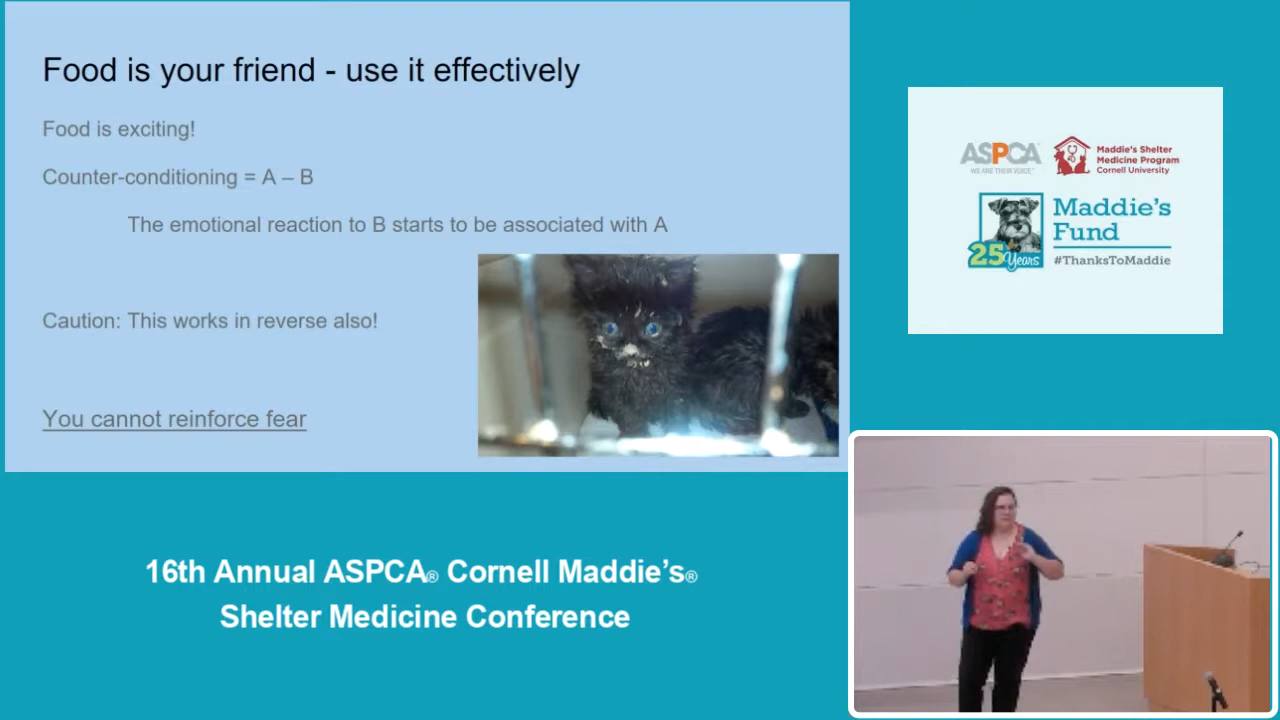 Food is your friend - use it effectively
Food is exciting!
Counter-conditioning = A – B
The emotional reaction to B starts to be associated with A
Caution: This works in reverse also!
You cannot reinforce fear
ASPCA
WE ARE THEIR VOICE
Maddie's Shelter
Medicine Program
Cornell University
Maddie's
Fund
25 Years
#ThanksToMaddie
16th Annual ASPCA® Cornell Maddie's®
Shelter Medicine Conference